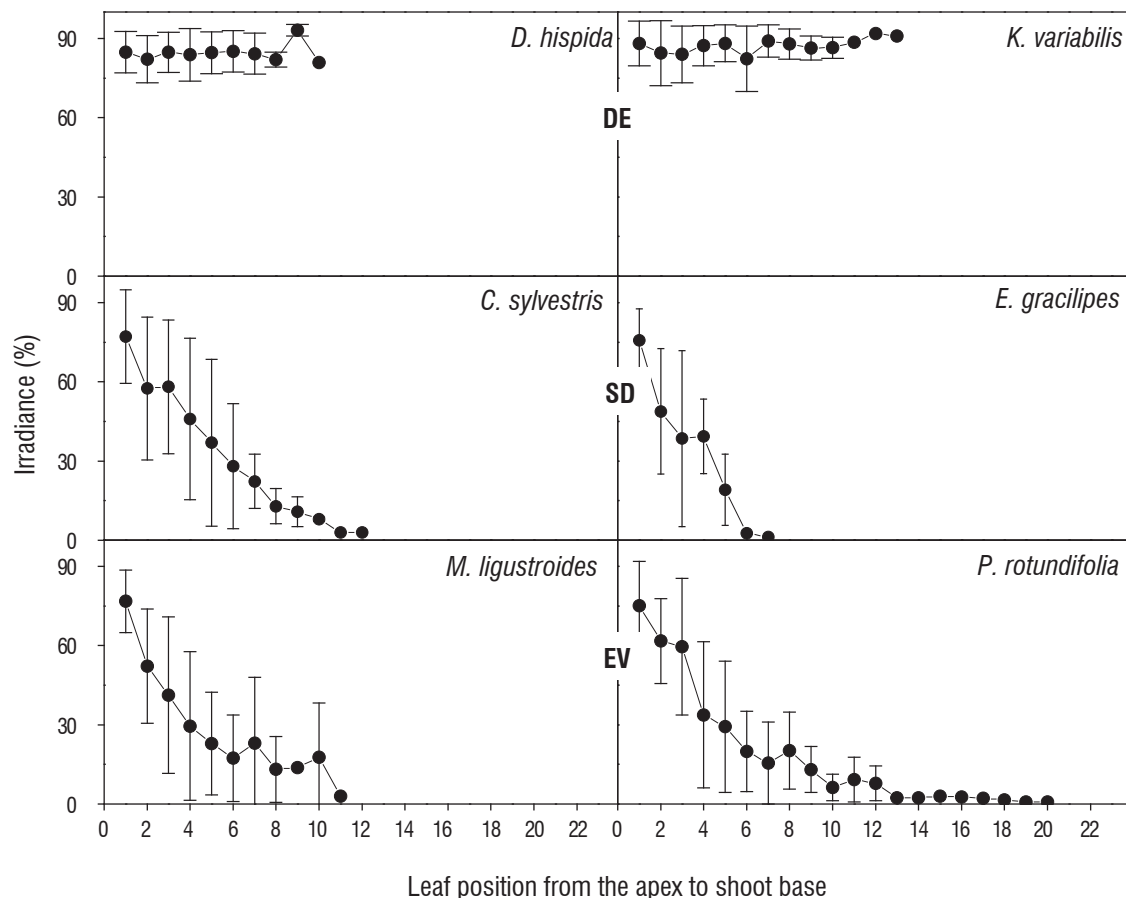 D. hispida
K. variabilis
90
60
30
0
DE
C. sylvestris
E. gracilipes
90
60
30
0
SD
Irradiance (%)
M. ligustroides
P. rotundifolia
90
60
30
0
EV
0 2 4 6 8 10 12 14 16 18 20 22 0 2 4 6 8 10 12 14 16 18 20 22
Leaf position from the apex to shoot base